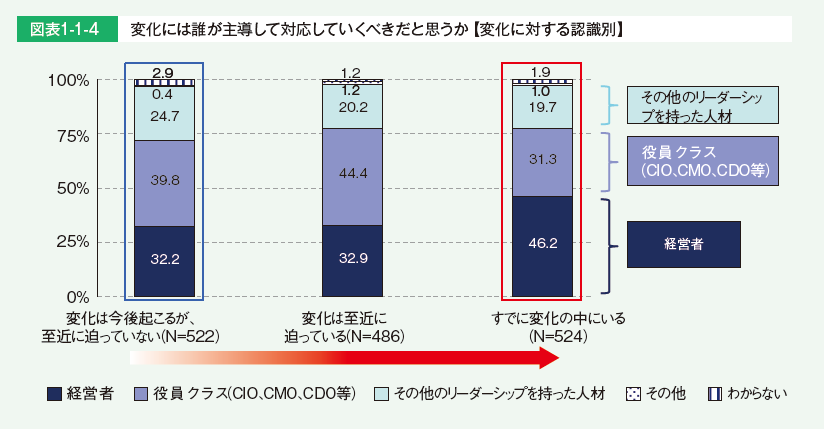 図表1-1-4
変化には誰が主導して対応していくべきだと思うか【変化に対する認識別】
100%
75%
50%
25%
0%
2.9
0.4
24.7
39.8
32.2
1.2
1.2
20.2
44.4
32.9
1.9
1.0
19.7
31.3
46.2
その他のリーダーシッ
プを持った人材
役員クラス
(CIO、CMO、CDO等)
経営者
変化は今後起こるが、
至近に迫っていない(N=522)
変化は至近に
迫っている(N=486)
すでに変化の中にいる
(N=524)
経営者
役員クラス(CIO、CMO、CDO等)
その他のリーダーシップを持った人材
その他
わからない